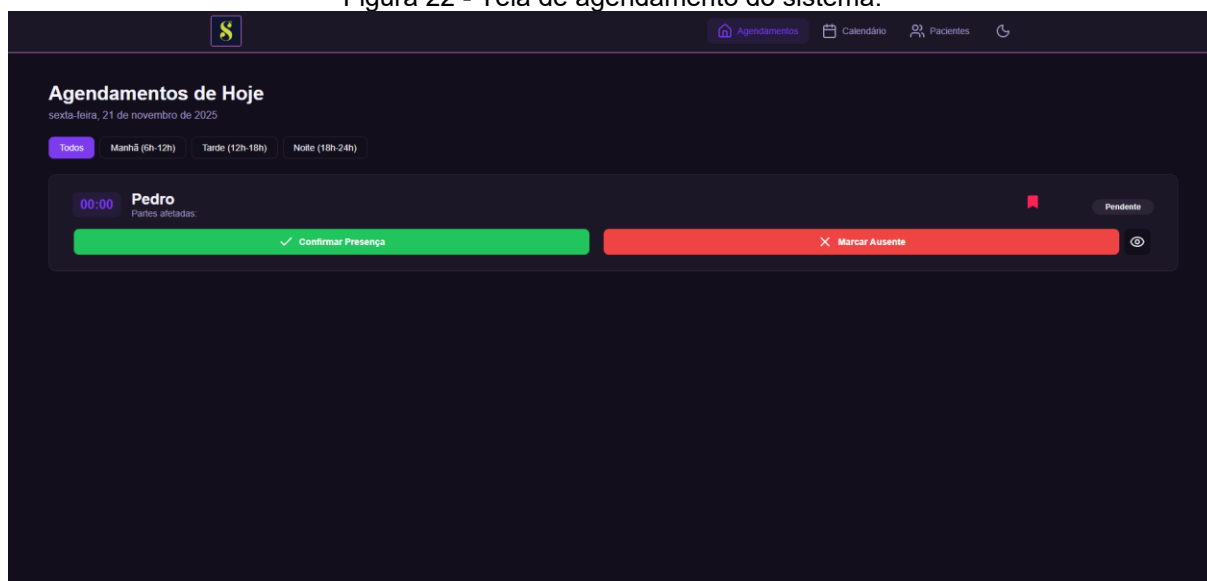 Figura 22 - Tela de agendamento do sistema.
S
Agendamentos Calendário Pacientes
Agendamentos de Hoje
sexta-feira, 21 de novembro de 2025
Todos Manhã (6h-12h) Tarde (12h-18h) Noite (18h-24h)
00:00 Pedro
Partes afetadas:
Pendente
Confirmar Presença Marcar Ausente